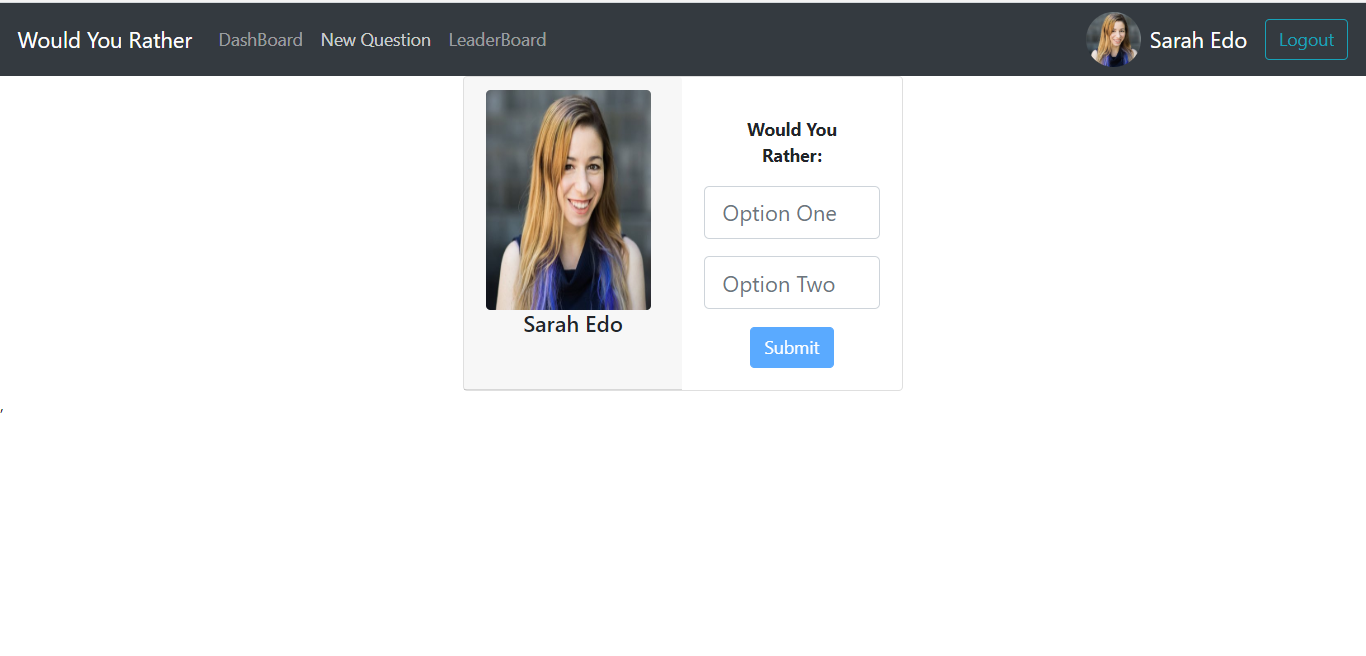 Would You Rather DashBoard New Question LeaderBoard Sarah Edo Logout
Would You
Rather:
Option One
Option Two
Sarah Edo
Submit
,